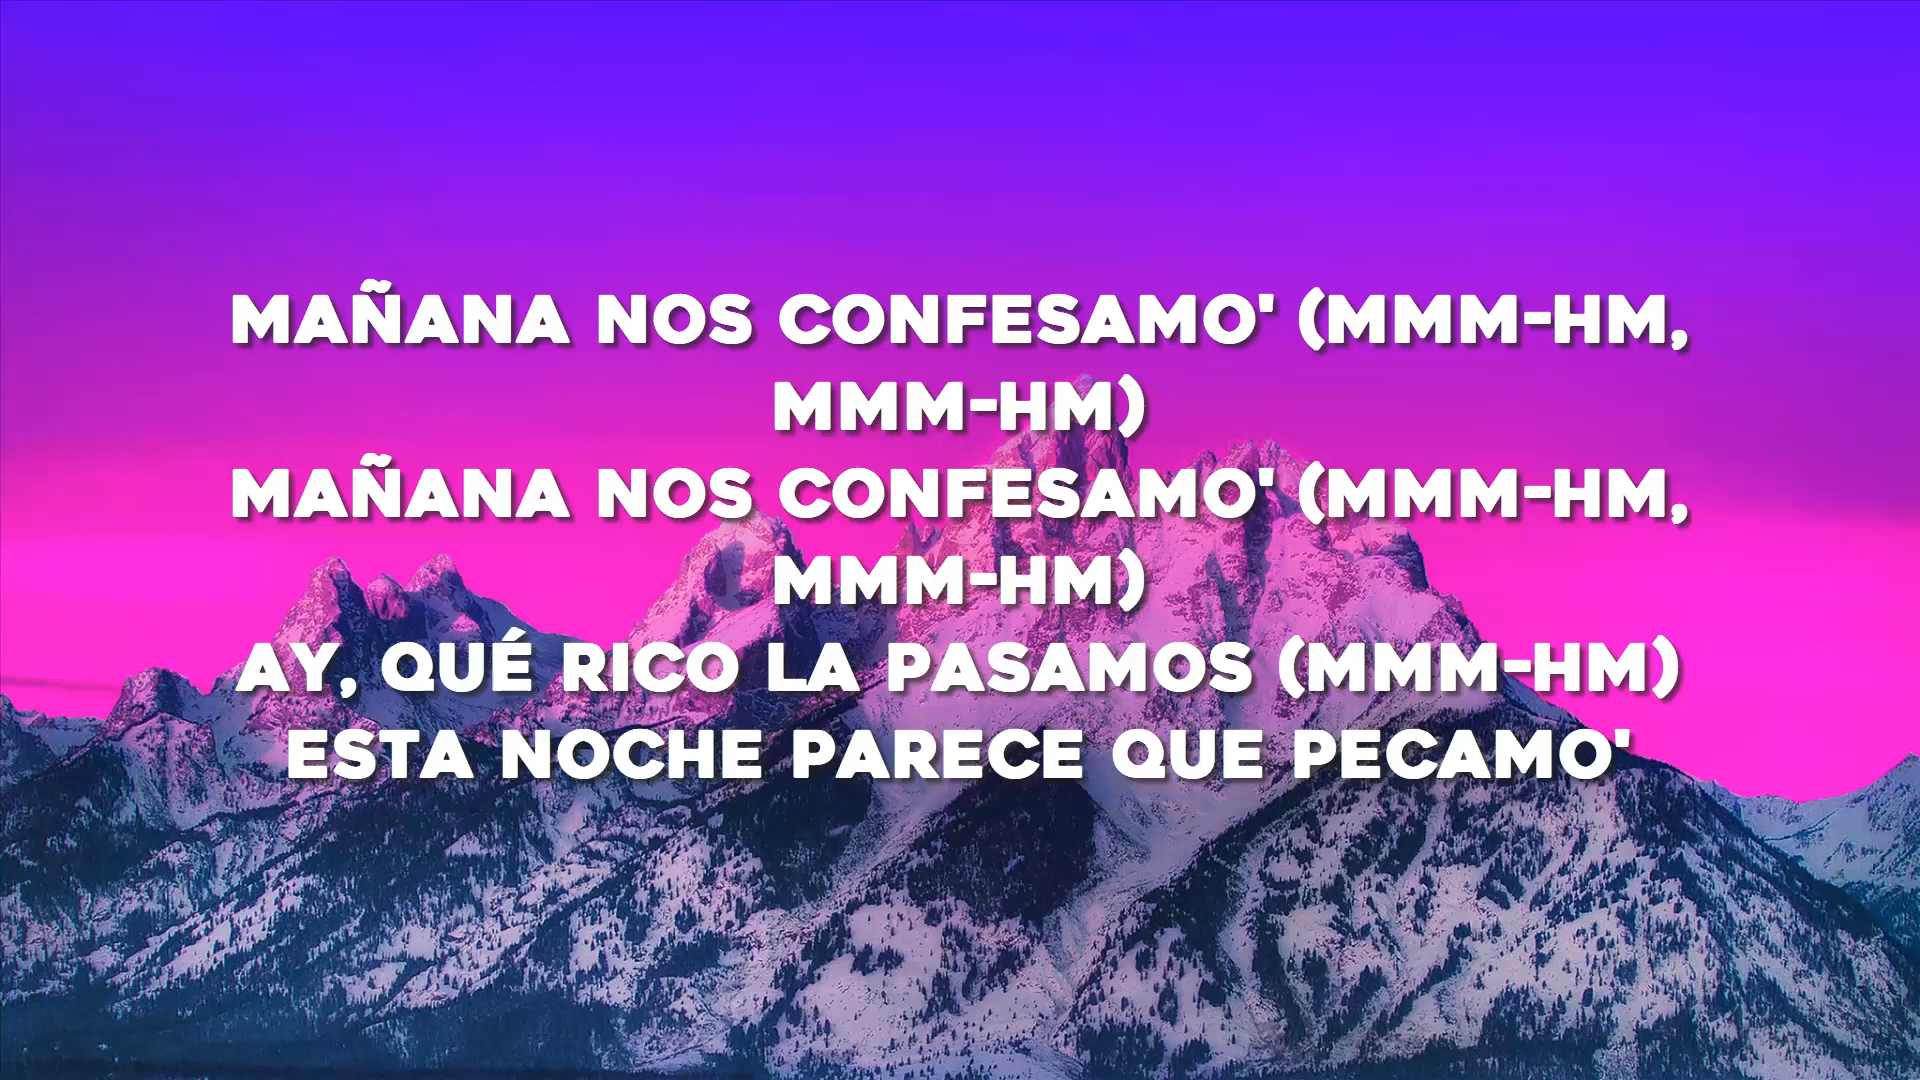 MAÑANA NOS CONFESAMO' (MMM-HM,
MMM-HM)
MAÑANA NOS CONFESAMO' (MMM-HM,
MMM-HM)
AY, QUÉ RICO LA PASAMOS (MMM-HM)
ESTA NOCHE PARECE QUE PECAMO'